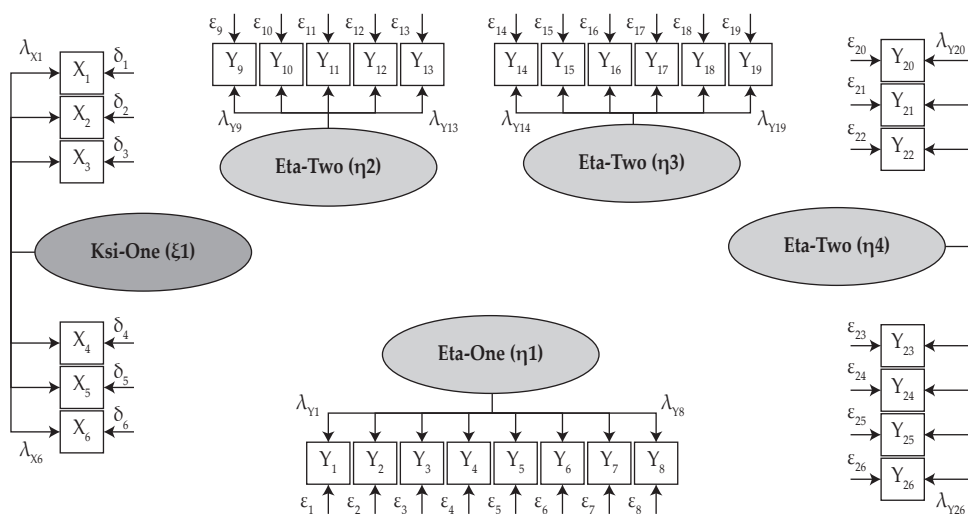 ε₉ ε₁₀ ε₁₁ ε₁₂ ε₁₃
Y₉ Y₁₀ Y₁₁ Y₁₂ Y₁₃
λY9 λY13
Eta-Two (η2)
ε₁₄ ε₁₅ ε₁₆ ε₁₇ ε₁₈ ε₁₉
Y₁₄ Y₁₅ Y₁₆ Y₁₇ Y₁₈ Y₁₉
λY14 λY19
Eta-Two (η3)
λX1
X₁ δ₁
X₂ δ₂
X₃ δ₃
Ksi-One (ξ1)
X₄ δ₄
X₅ δ₅
X₆ δ₆
λX6
ε₂₀ Y₂₀ λY20
ε₂₁ Y₂₁
ε₂₂ Y₂₂
Eta-Two (η4)
ε₂₃ Y₂₃
ε₂₄ Y₂₄
ε₂₅ Y₂₅
ε₂₆ Y₂₆
λY26
Eta-One (η1)
λY1 λY8
Y₁ Y₂ Y₃ Y₄ Y₅ Y₆ Y₇ Y₈
ε₁ ε₂ ε₃ ε₄ ε₅ ε₆ ε₇ ε₈